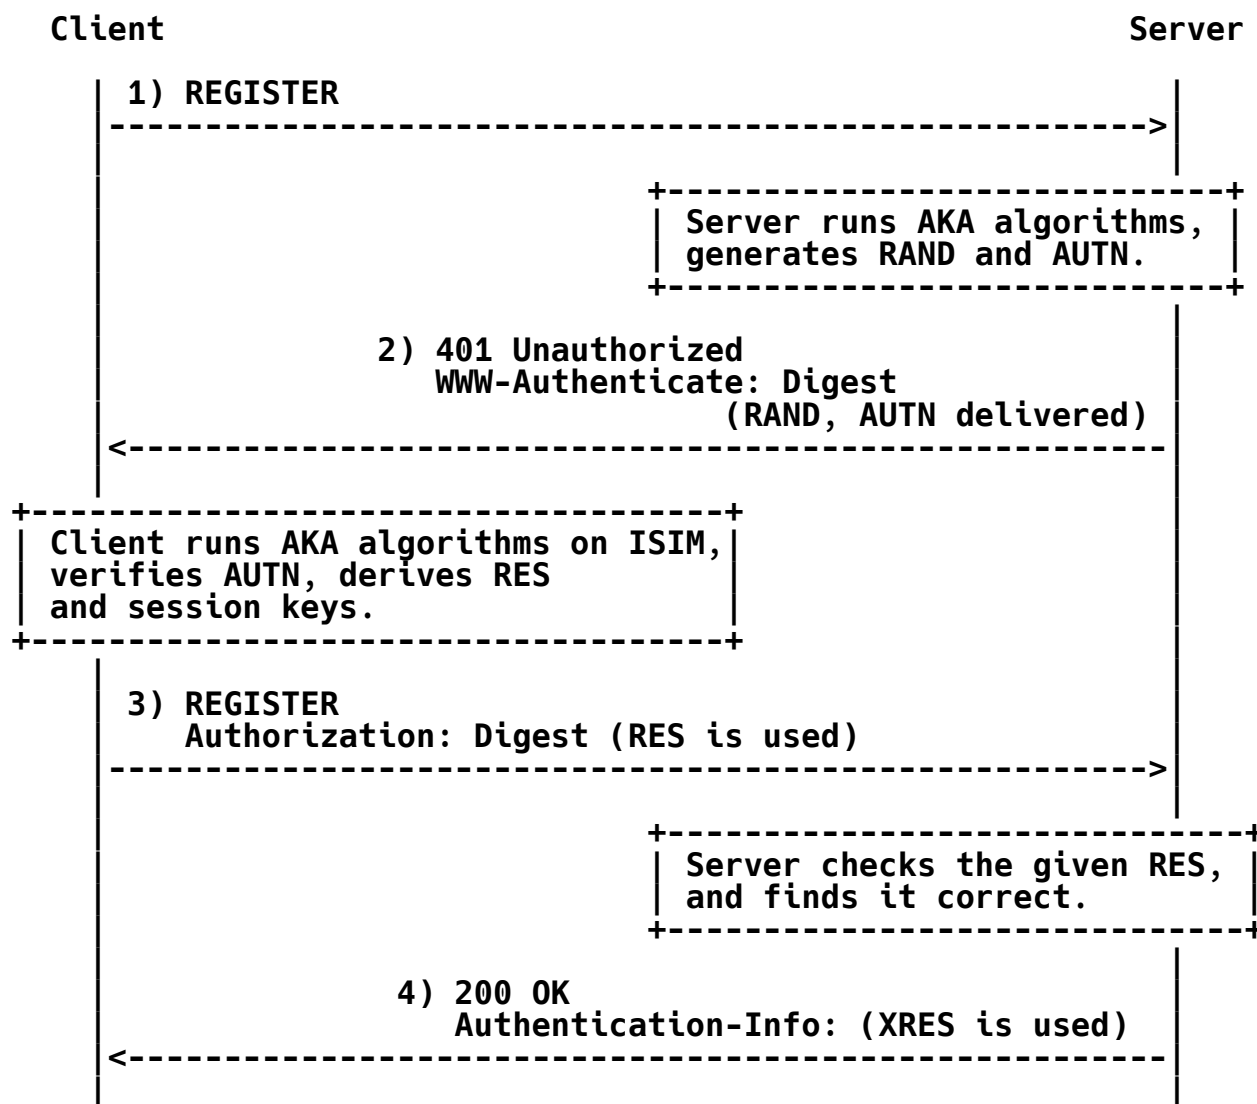 Client Server
1) REGISTER
Server runs AKA algorithms,
generates RAND and AUTN.
2) 401 Unauthorized
WWW-Authenticate: Digest
(RAND, AUTN delivered)
Client runs AKA algorithms on ISIM,
verifies AUTN, derives RES
and session keys.
3) REGISTER
Authorization: Digest (RES is used)
Server checks the given RES,
and finds it correct.
4) 200 OK
Authentication-Info: (XRES is used)